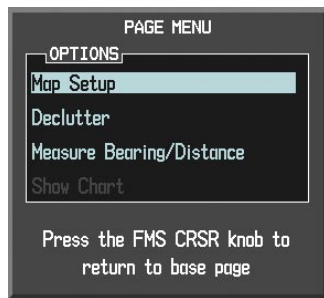 PAGE MENU
OPTIONS
Map Setup
Declutter
Measure Bearing/Distance
Show Chart
Press the FMS CRSR knob to
return to base page